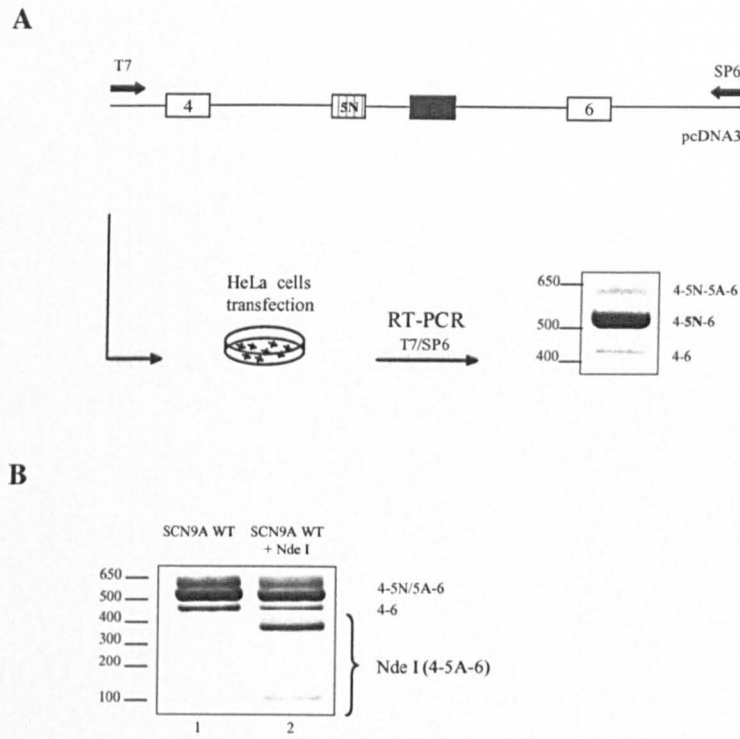 A
T7
SP6
4
5N
6
pcDNA3
HeLa cells
transfection
RT-PCR
T7/SP6
650
500
400
4-5N-5A-6
4-5N-6
4-6
B
SCN9A WT
SCN9A WT
+ Nde I
650
500
400
300
200
100
4-5N/5A-6
4-6
Nde I (4-5A-6)
1
2